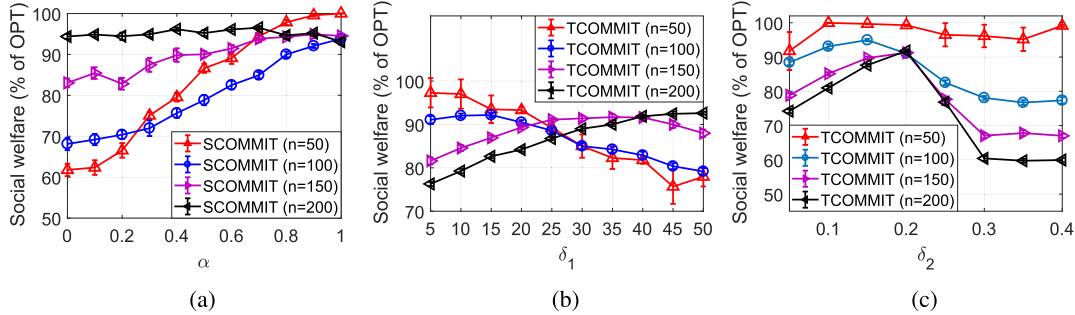 Social welfare (% of OPT)
100
90
80
70
60
50
0
0.2
0.4
0.6
0.8
1
α
SCOMMIT (n=50)
SCOMMIT (n=100)
SCOMMIT (n=150)
SCOMMIT (n=200)
(a)
Social welfare (% of OPT)
100
90
80
70
5
10
15
20
25
30
35
40
45
50
δ1
TCOMMIT (n=50)
TCOMMIT (n=100)
TCOMMIT (n=150)
TCOMMIT (n=200)
(b)
Social welfare (% of OPT)
100
90
80
70
60
50
0.1
0.2
0.3
0.4
δ2
TCOMMIT (n=50)
TCOMMIT (n=100)
TCOMMIT (n=150)
TCOMMIT (n=200)
(c)